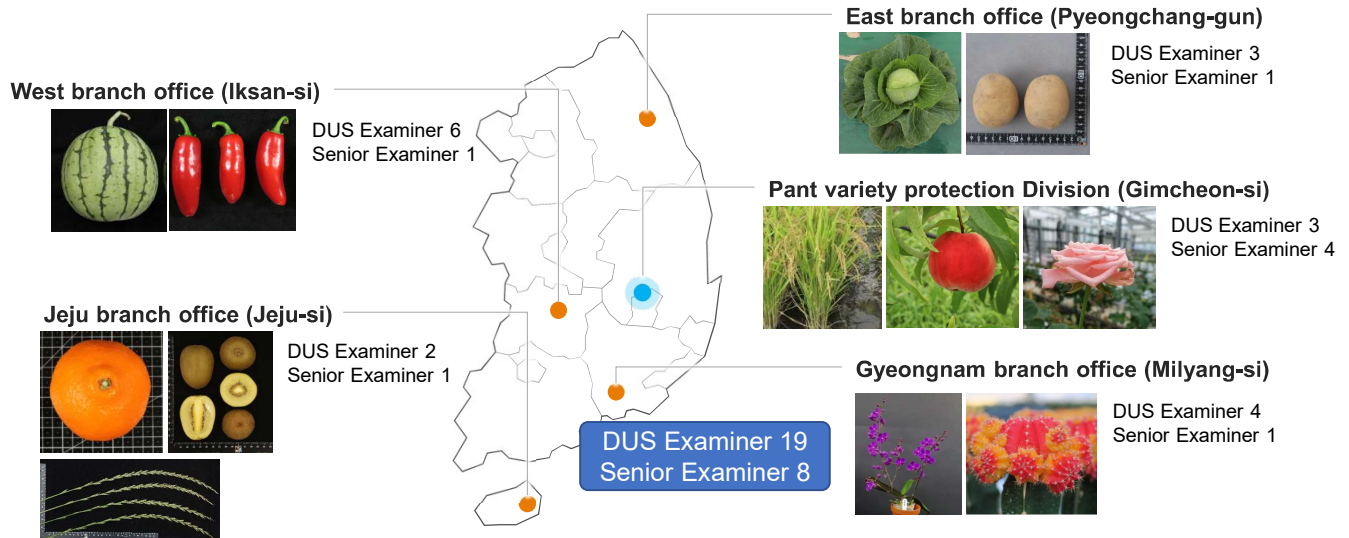 East branch office (Pyeongchang-gun)
DUS Examiner 3
Senior Examiner 1
West branch office (Iksan-si)
DUS Examiner 6
Senior Examiner 1
Pant variety protection Division (Gimcheon-si)
DUS Examiner 3
Senior Examiner 4
Jeju branch office (Jeju-si)
DUS Examiner 2
Senior Examiner 1
Gyeongnam branch office (Milyang-si)
DUS Examiner 4
Senior Examiner 1
DUS Examiner 19
Senior Examiner 8